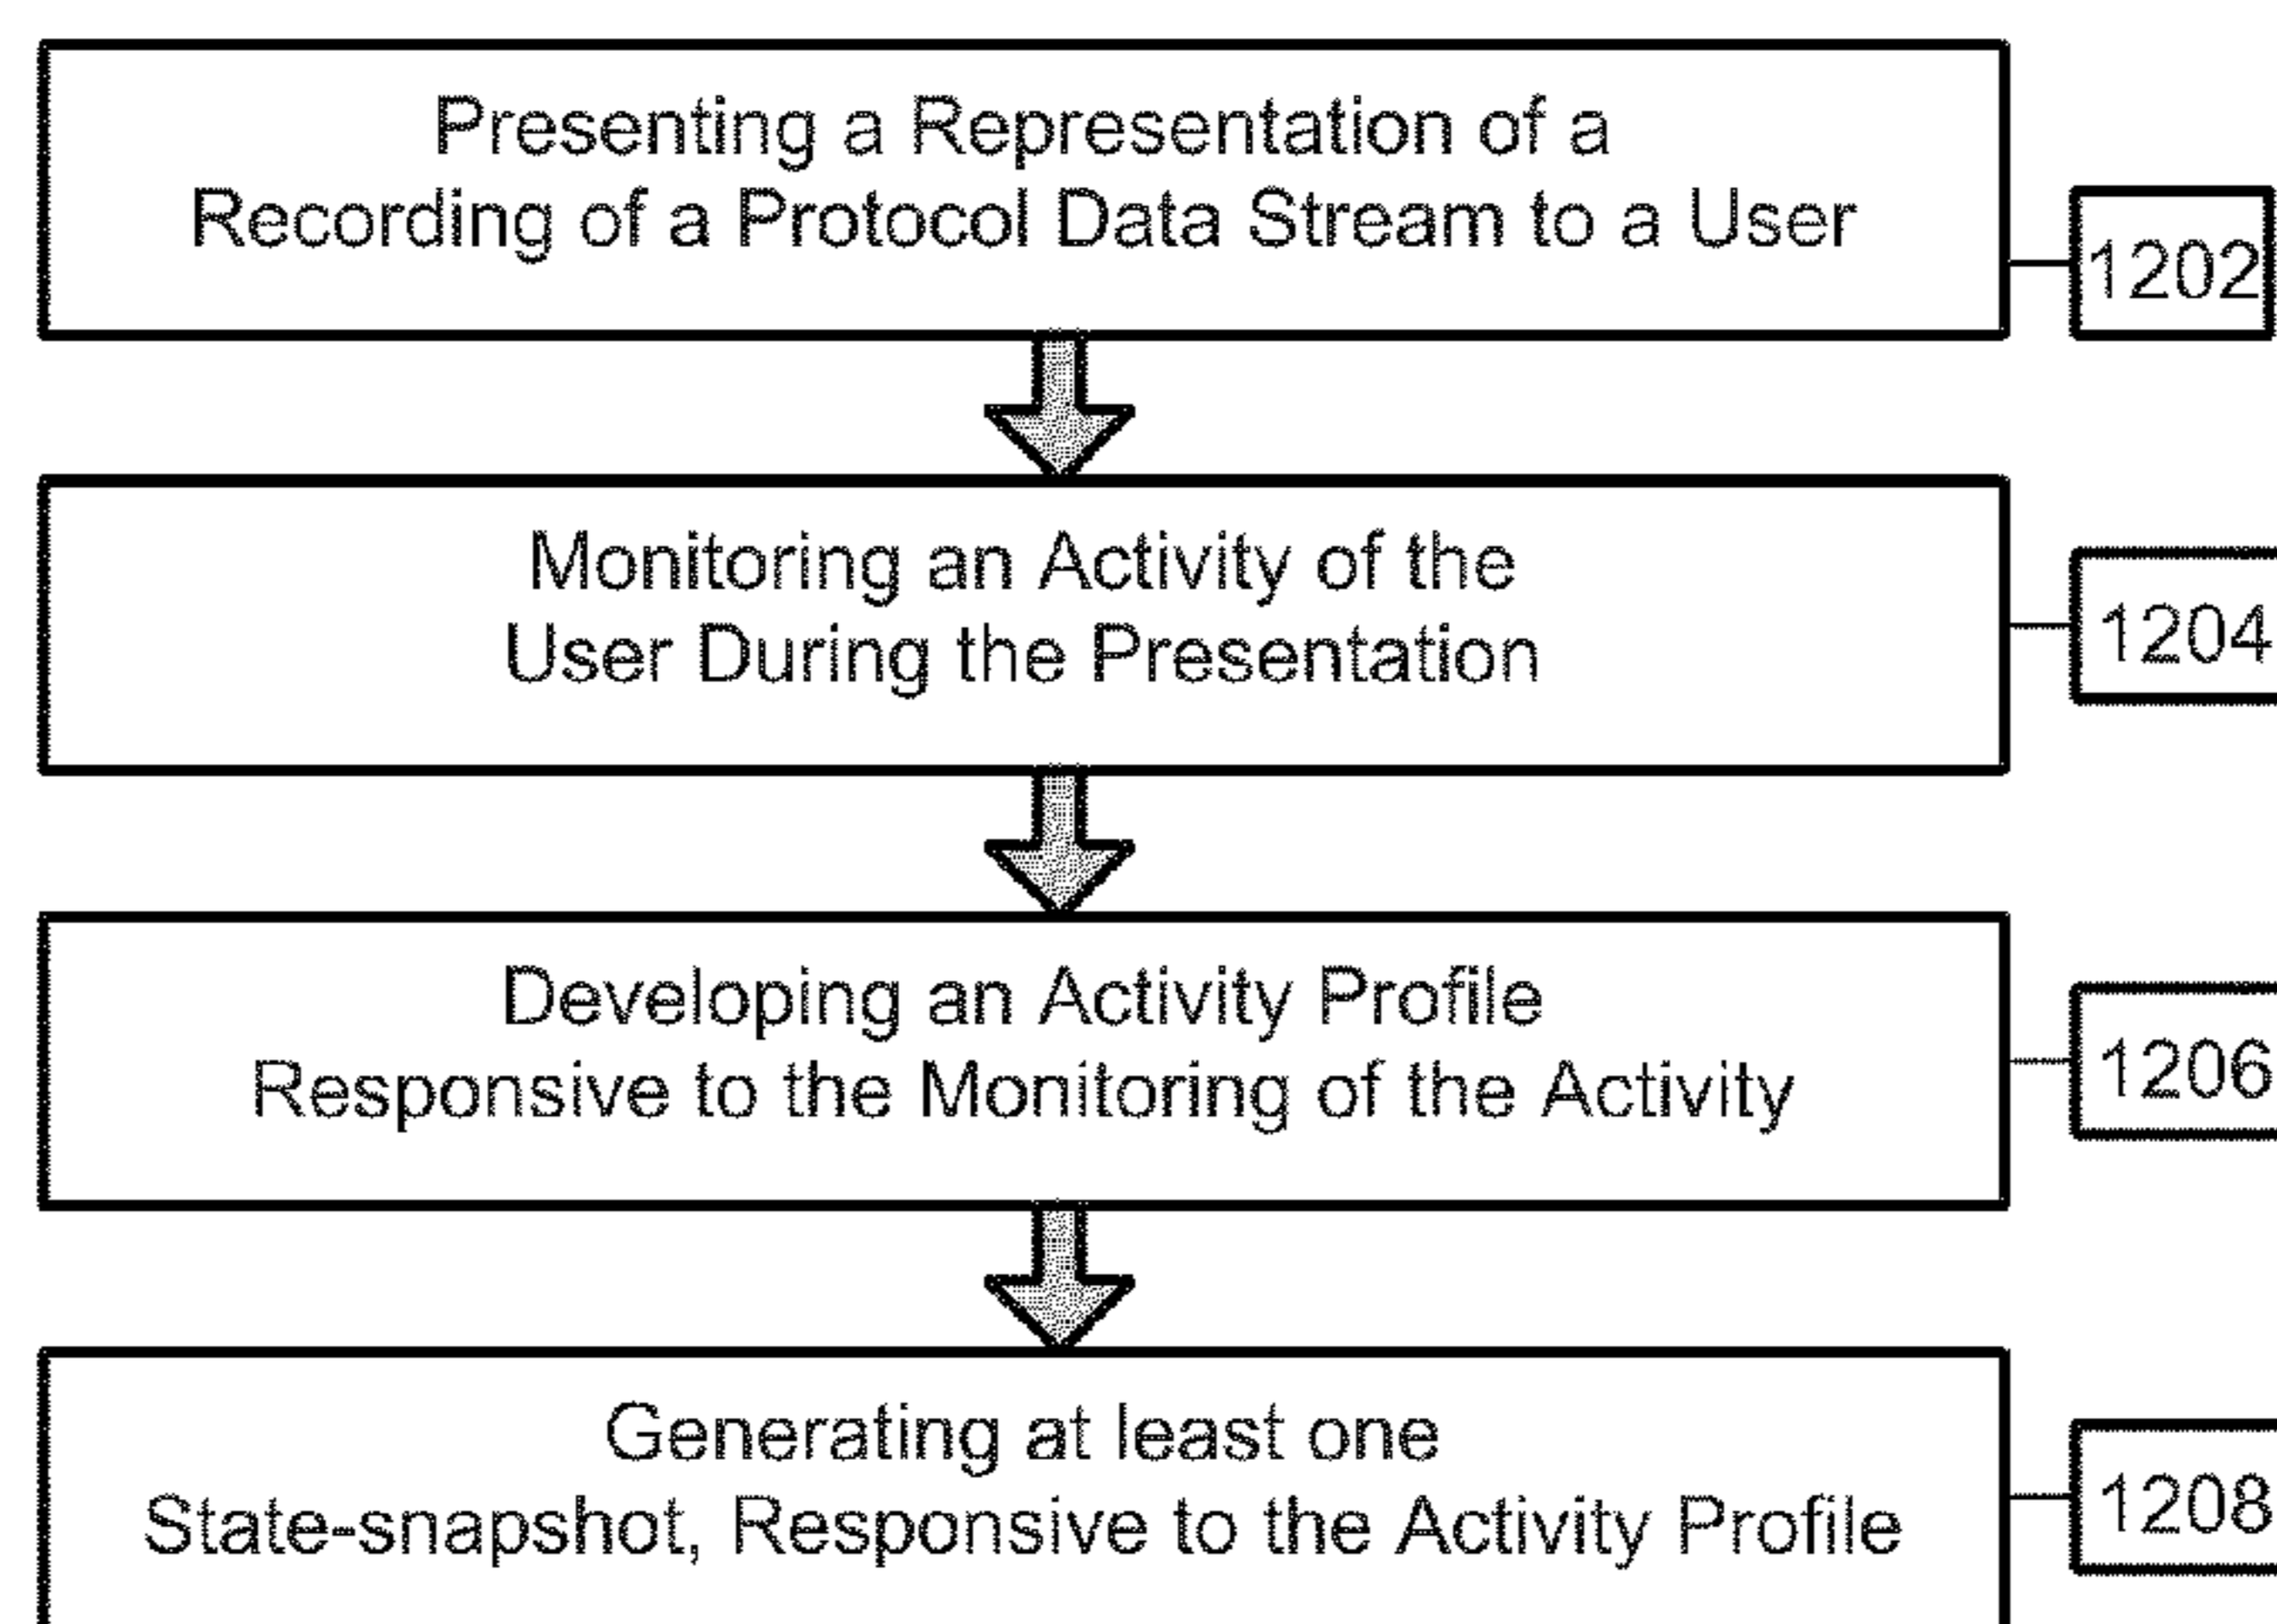 Presenting a Representation of a
Recording of a Protocol Data Stream to a User
1202
Monitoring an Activity of the
User During the Presentation
1204
Developing an Activity Profile
Responsive to the Monitoring of the Activity
1206
Generating at least one
State-snapshot, Responsive to the Activity Profile
1208